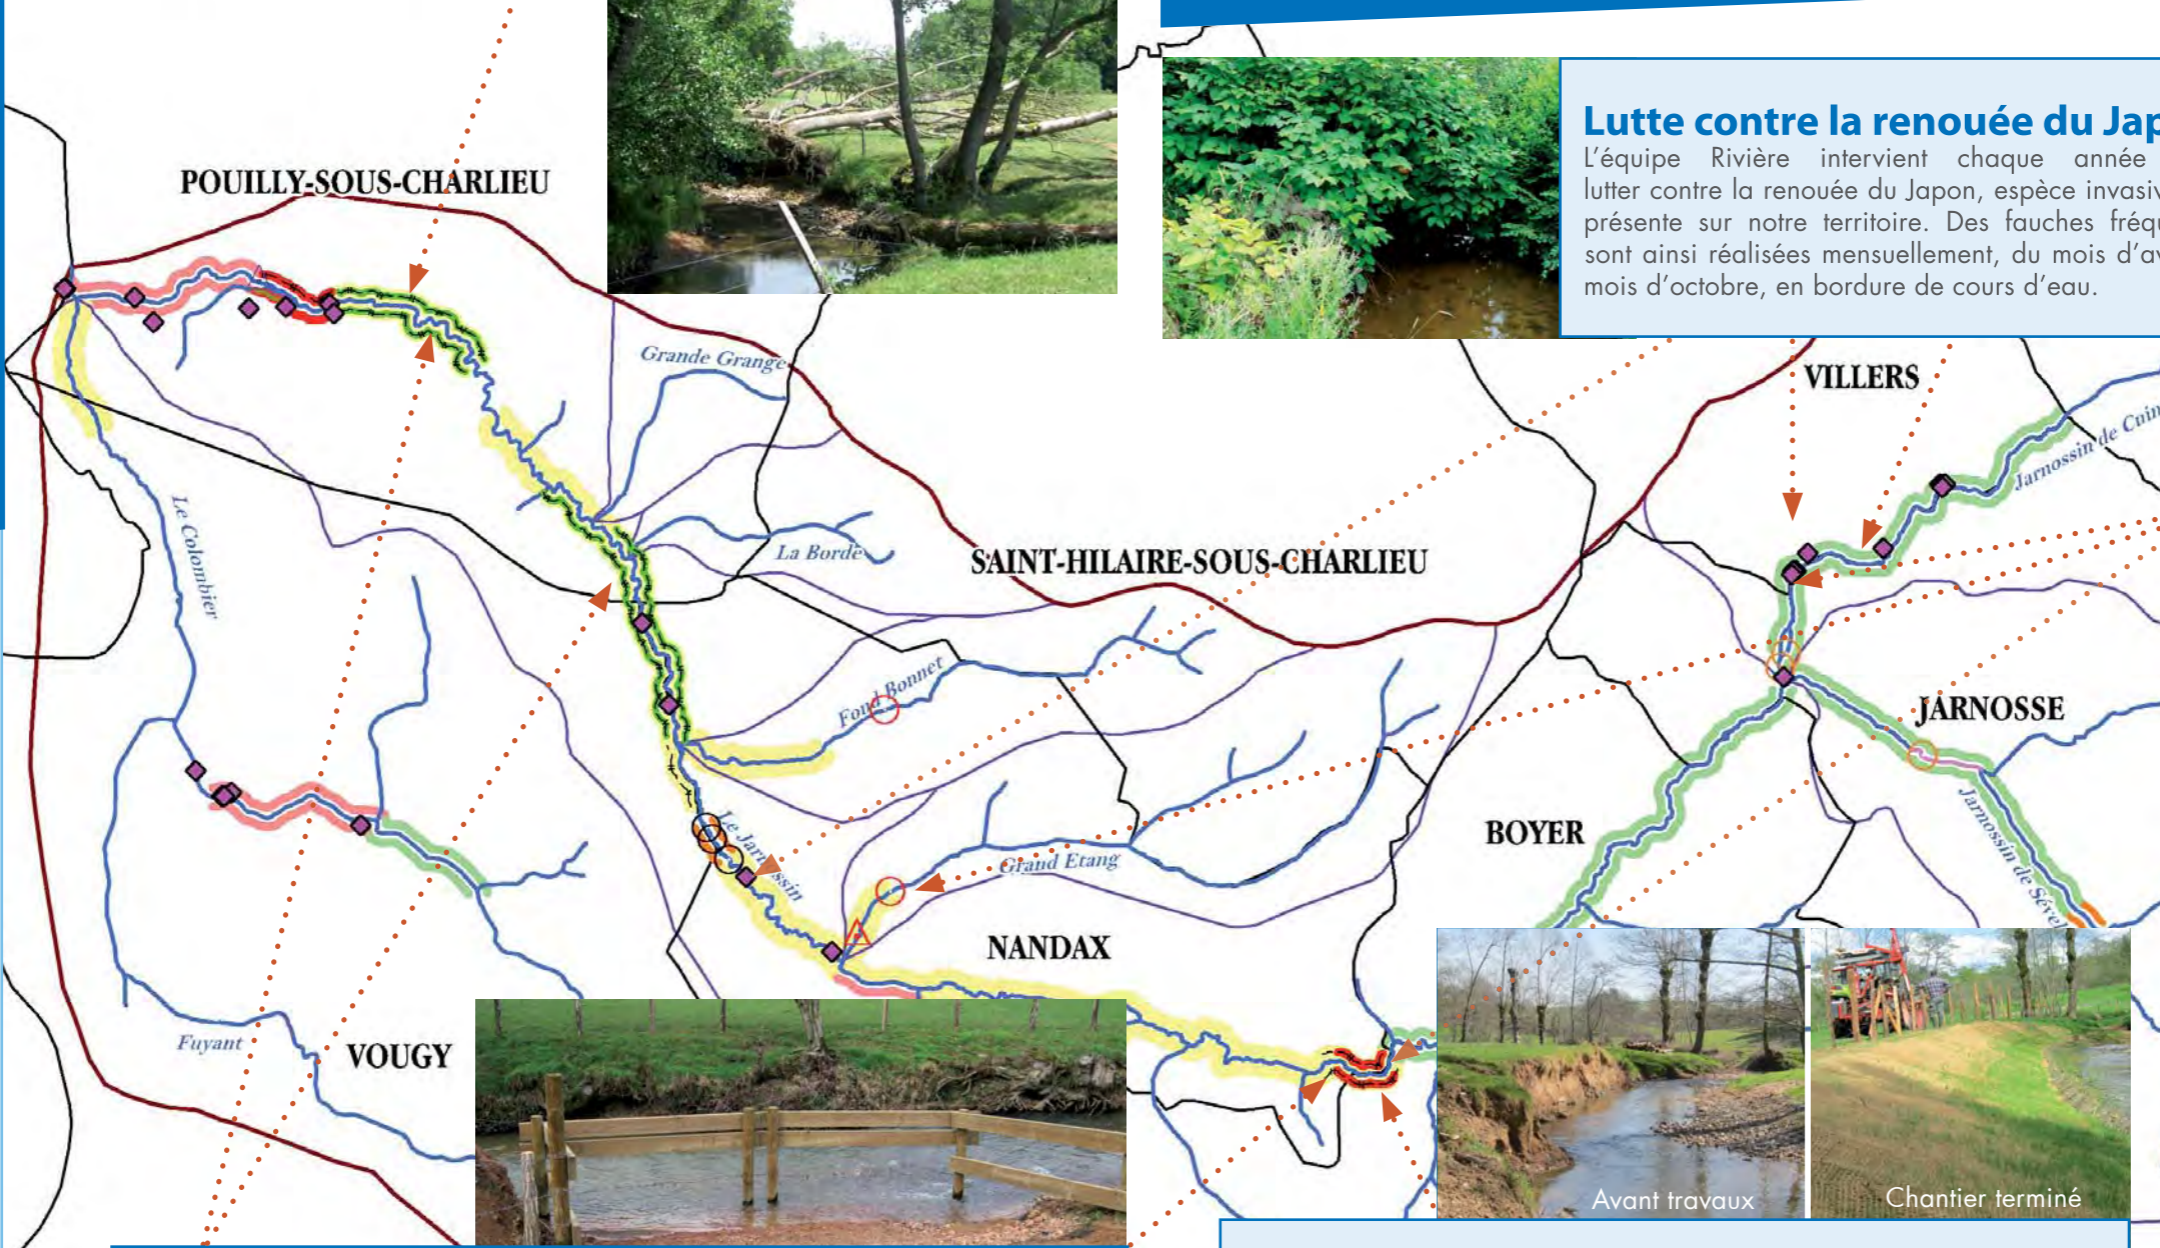 POUILLY-SOUS-CHARLIEU
Lutte contre la renouée du Jap
L'équipe Rivière intervient chaque année
lutter contre la renouée du Japon, espèce invasiv
présente sur notre territoire. Des fauches fréqu
sont ainsi réalisées mensuellement, du mois d'av
mois d'octobre, en bordure de cours d'eau.
Grande Grange
VILLERS
Jarnossin de Cuin
Le Colombier
La Borde
SAINT-HILAIRE-SOUS-CHARLIEU
Fond Bonnet
JARNOSSE
BOYER
Le Jarnossin
Grand Etang
Jarnossin de Sével
NANDAX
Fuyant
VOUGY
Avant travaux
Chantier terminé